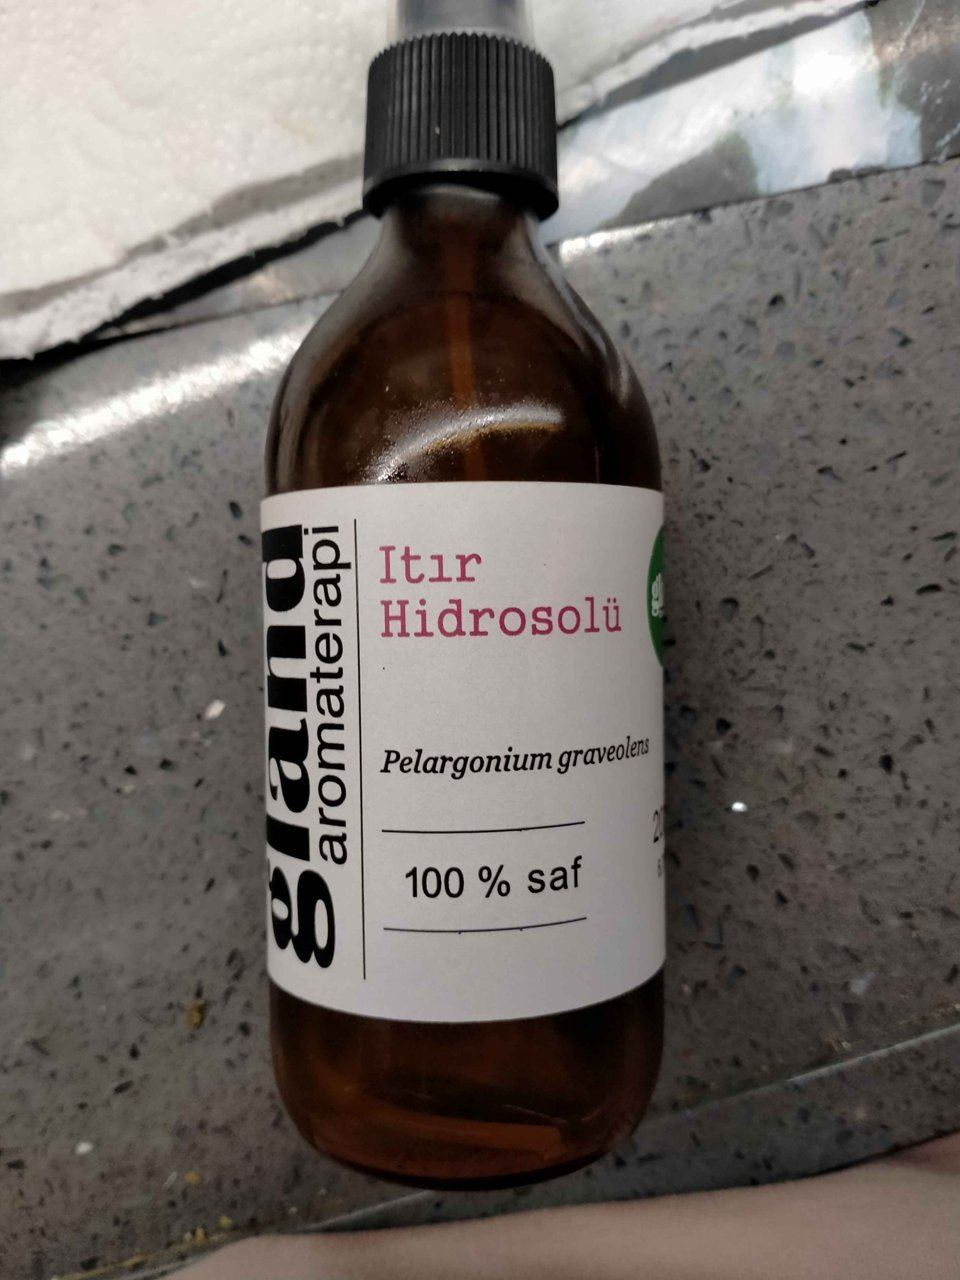 gland
aromaterapi
Itır
Hidrosolü
Pelargonium graveolens
100 % saf